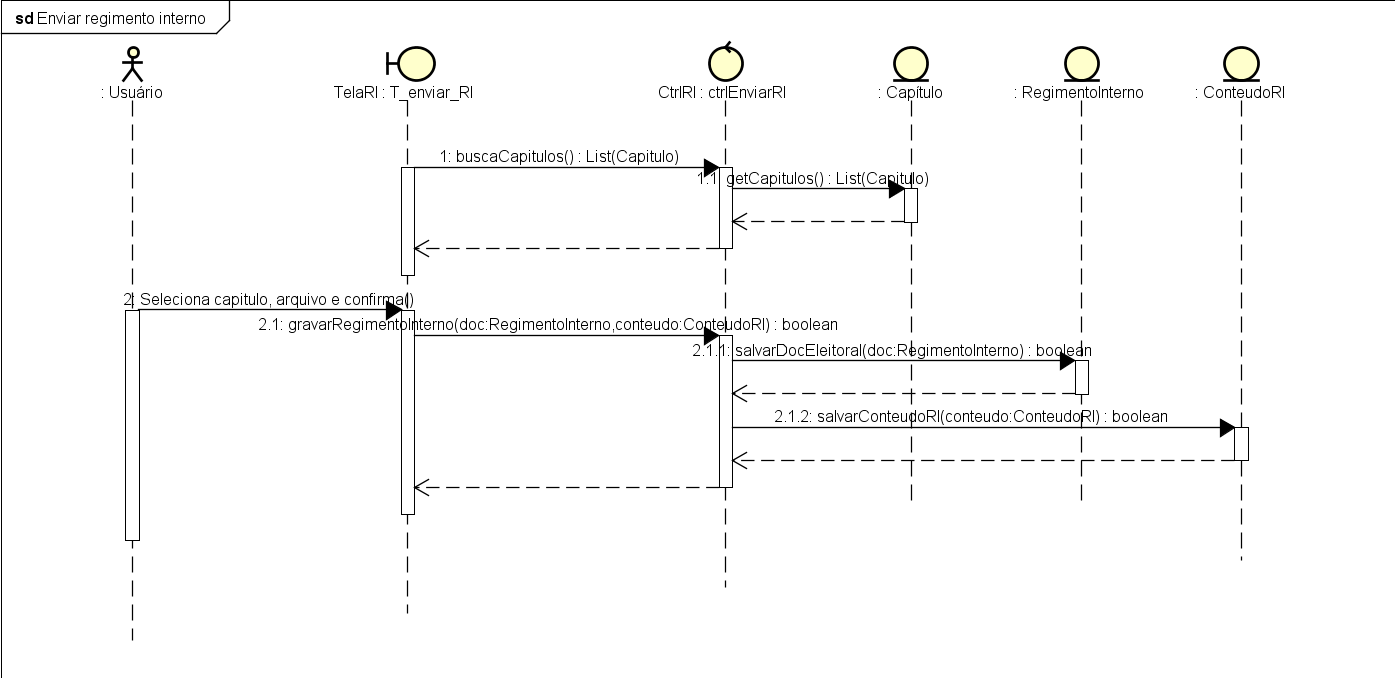 sd Enviar regimento interno
: Usuário
TelaRI : T_enviar_RI
CtrlRI : ctrlEnviarRI
: Capítulo
: RegimentoInterno
: ConteudoRI
1: buscaCapitulos() : List(Capitulo)
1.1: getCapitulos() : List(Capitulo)
2: Seleciona capitulo, arquivo e confirma()
2.1: gravarRegimentoInterno(doc:RegimentoInterno,conteudo:ConteudoRI) : boolean
2.1.1: salvarDocEleitoral(doc:RegimentoInterno) : boolean
2.1.2: salvarConteudoRI(conteudo:ConteudoRI) : boolean